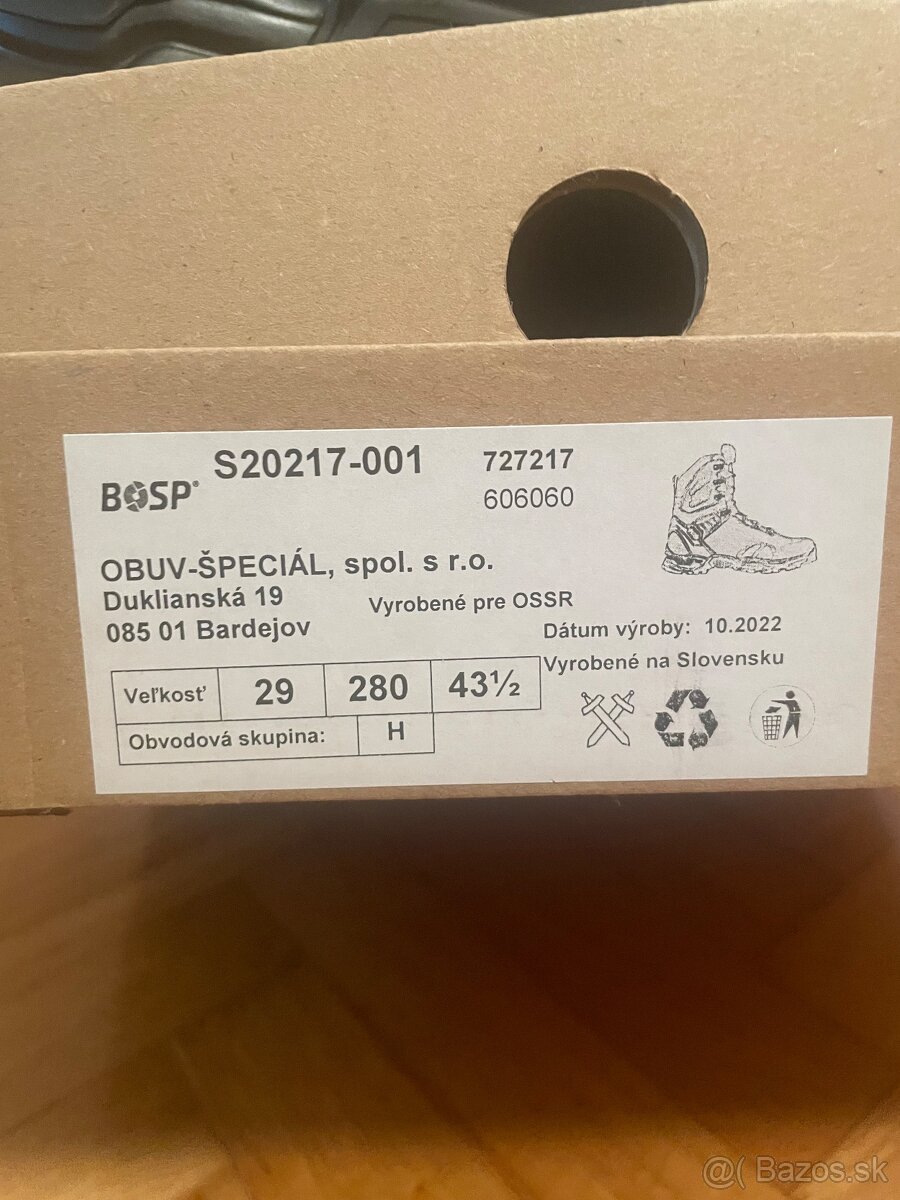 BOSP® S20217-001 727217
606060
OBUV-ŠPECIÁL, spol. s r.o.
Duklianská 19 Vyrobené pre OSSR
085 01 Bardejov Dátum výroby: 10.2022
Vyrobené na Slovensku
Veľkosť 29 280 43½
Obvodová skupina: H
@( Bazos.sk